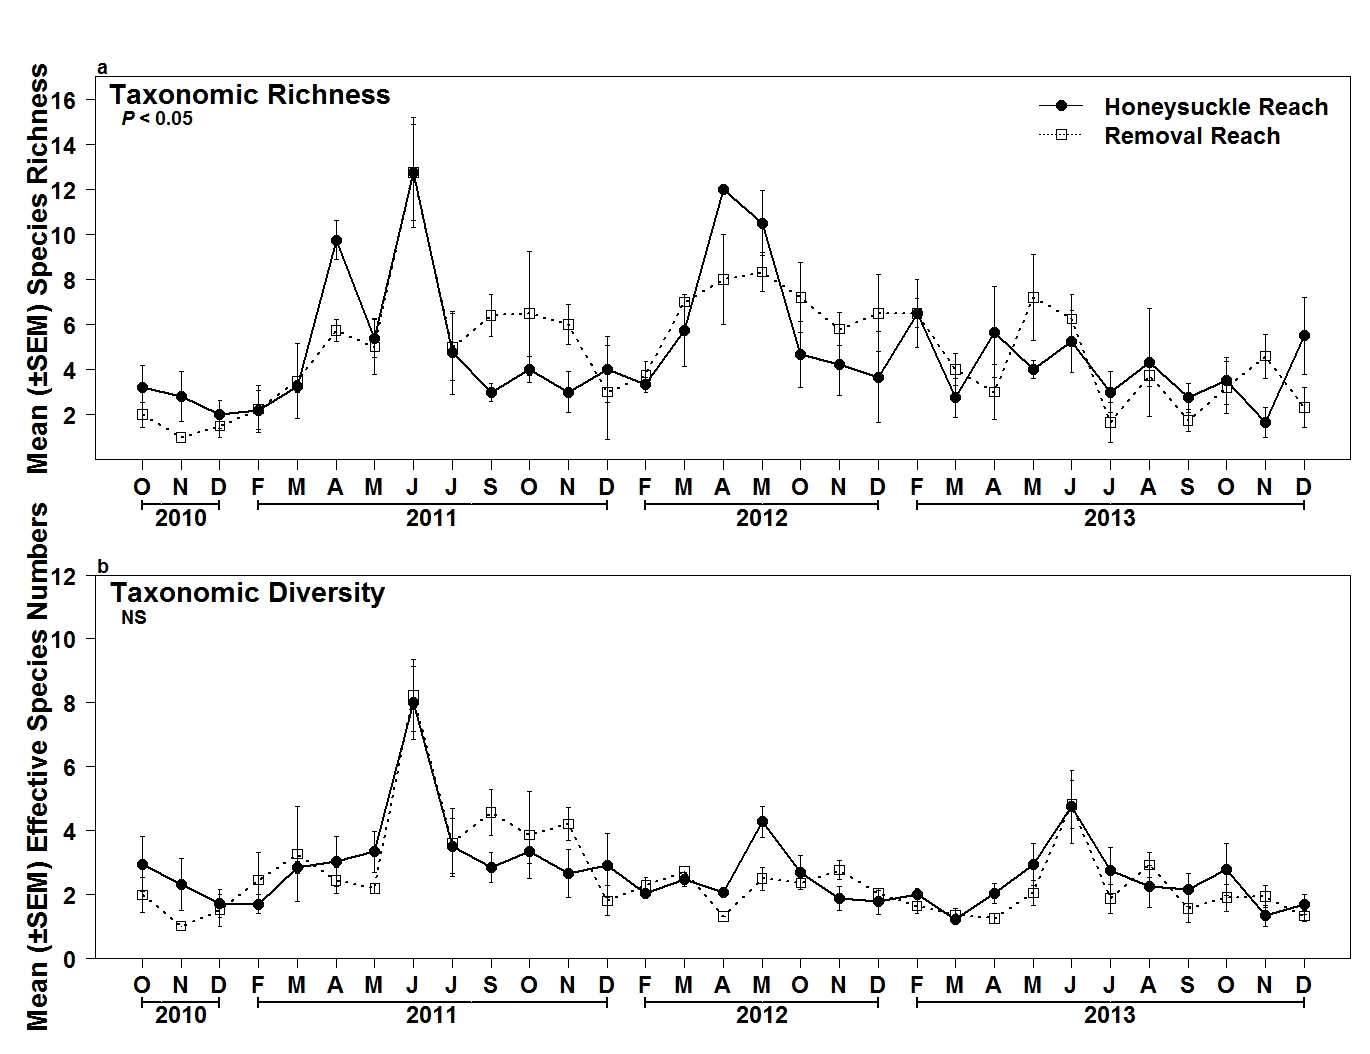 a
Taxonomic Richness
P < 0.05
Honeysuckle Reach
Removal Reach
Mean (±SEM) Species Richness
16
14
12
10
8
6
4
2
O N D F M A M J J S O N D F M A M O N D F M A M J J A S O N D
2010 2011 2012 2013
b
Taxonomic Diversity
NS
Mean (±SEM) Effective Species Numbers
12
10
8
6
4
2
0
O N D F M A M J J S O N D F M A M O N D F M A M J J A S O N D
2010 2011 2012 2013